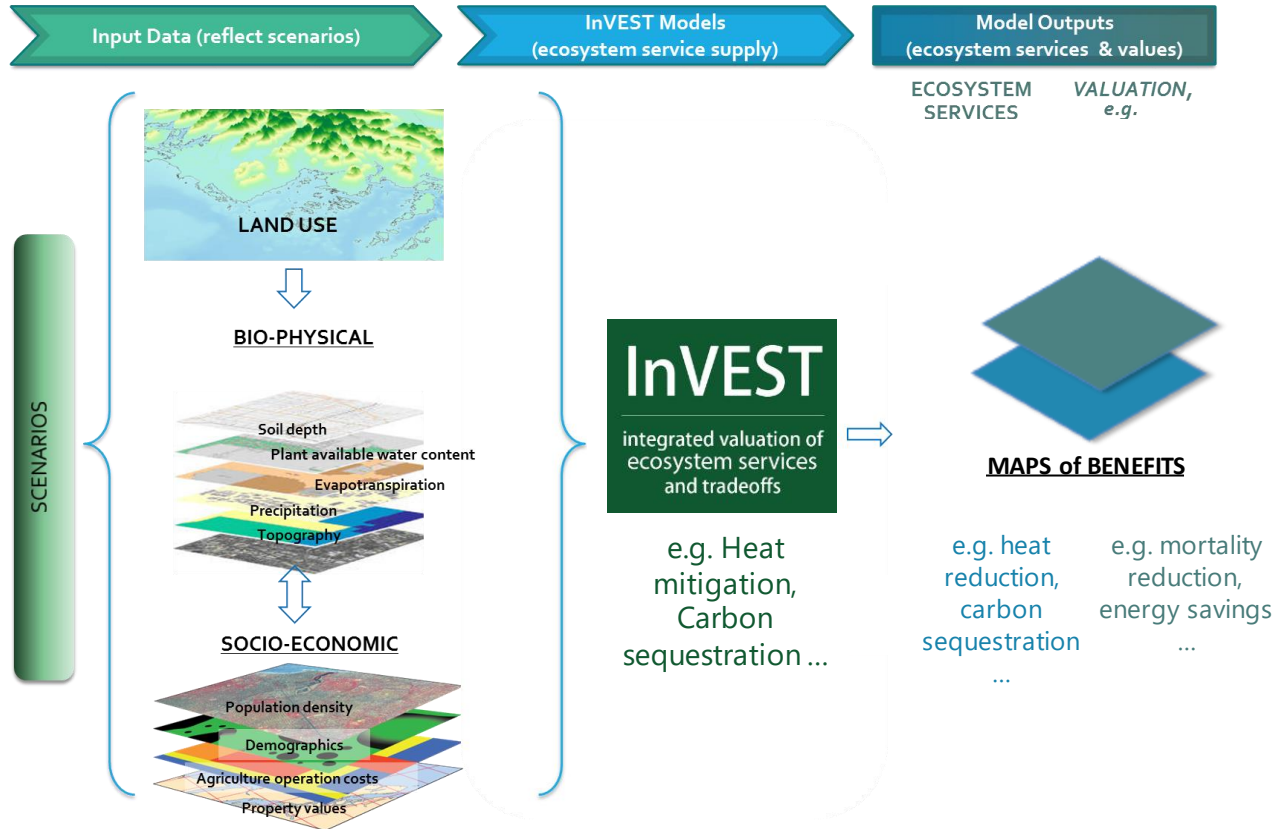 Input Data (reflect scenarios)
InVEST Models
(ecosystem service supply)
Model Outputs
(ecosystem services & values)
ECOSYSTEM
SERVICES
VALUATION,
e.g.
SCENARIOS
LAND USE
BIO-PHYSICAL
Soil depth
Plant available water content
Evapotranspiration
Precipitation
Topography
SOCIO-ECONOMIC
Population density
Demographics
Agriculture operation costs
Property values
InVEST
integrated valuation of
ecosystem services
and tradeoffs
e.g. Heat
mitigation,
Carbon
sequestration ...
MAPS of BENEFITS
e.g. heat
reduction,
carbon
sequestration
...
e.g. mortality
reduction,
energy savings
...